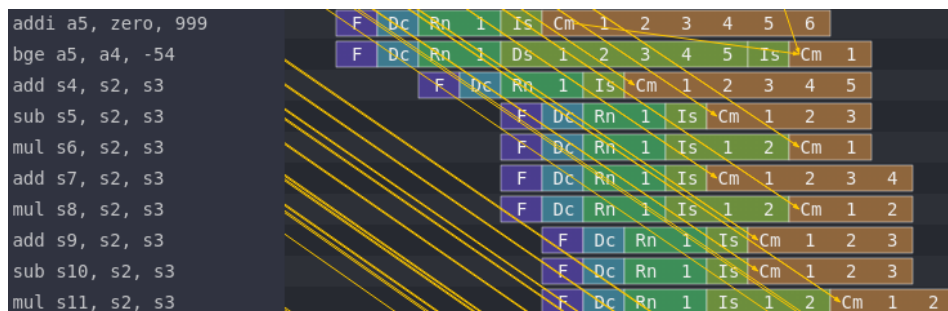 addi a5, zero, 999 F Dc Rn 1 Is Cm 1 2 3 4 5 6
bge a5, a4, -54 F Dc Rn 1 Ds 1 2 3 4 5 Is Cm 1
add s4, s2, s3 F Dc Rn 1 Is Cm 1 2 3 4 5
sub s5, s2, s3 F Dc Rn 1 Is Cm 1 2 3
mul s6, s2, s3 F Dc Rn 1 Is 1 2 Cm 1
add s7, s2, s3 F Dc Rn 1 Is Cm 1 2 3 4
mul s8, s2, s3 F Dc Rn 1 Is 1 2 Cm 1 2
add s9, s2, s3 F Dc Rn 1 Is Cm 1 2 3
sub s10, s2, s3 F Dc Rn 1 Is Cm 1 2 3
mul s11, s2, s3 F Dc Rn 1 Is 1 2 Cm 1 2